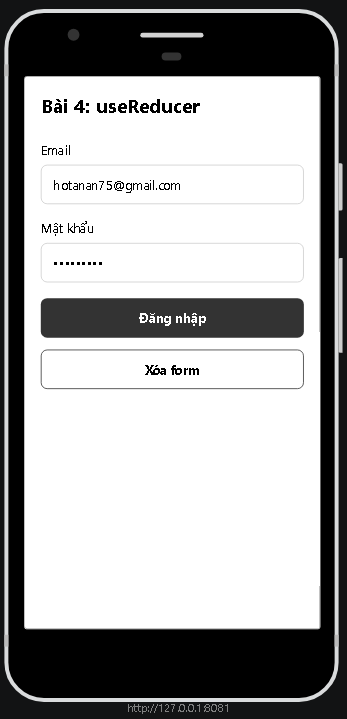 Bài 4: useReducer
Email
hotanan75@gmail.com
Mật khẩu
•••••••••
Đăng nhập
Xóa form
http://127.0.0.1:8081